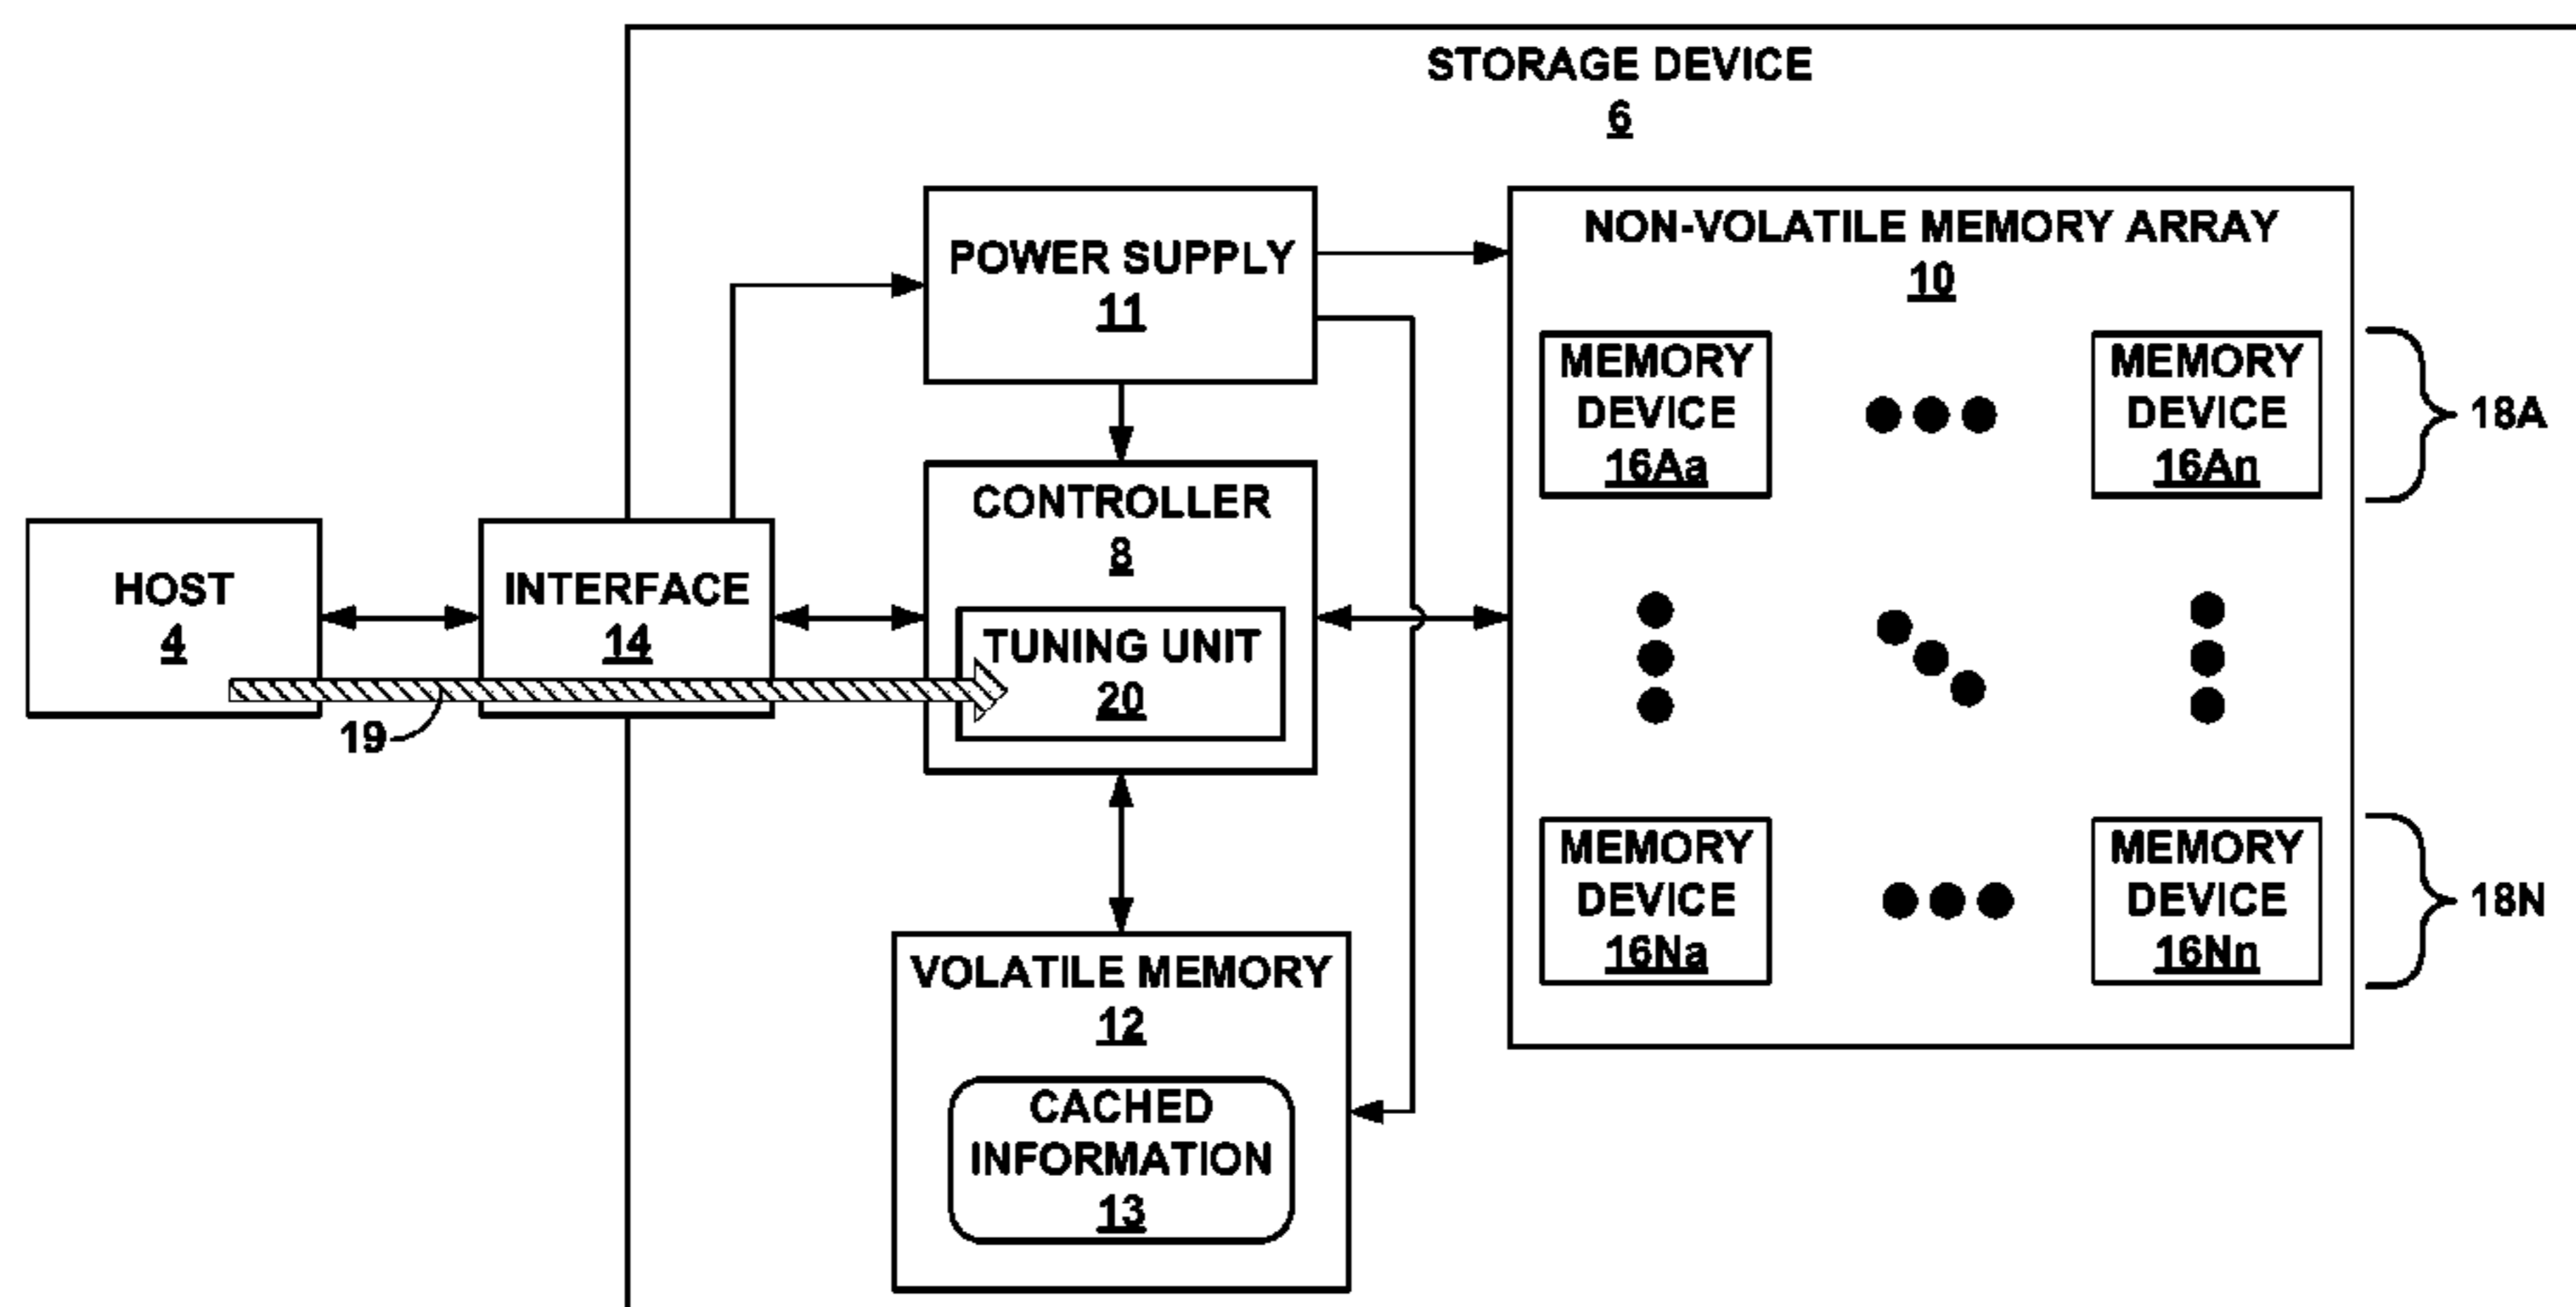 STORAGE DEVICE
6
POWER SUPPLY
11
NON-VOLATILE MEMORY ARRAY
10
MEMORY
DEVICE
16Aa
MEMORY
DEVICE
16An
18A
CONTROLLER
8
HOST
4
INTERFACE
14
TUNING UNIT
20
19
MEMORY
DEVICE
16Na
MEMORY
DEVICE
16Nn
18N
VOLATILE MEMORY
12
CACHED
INFORMATION
13